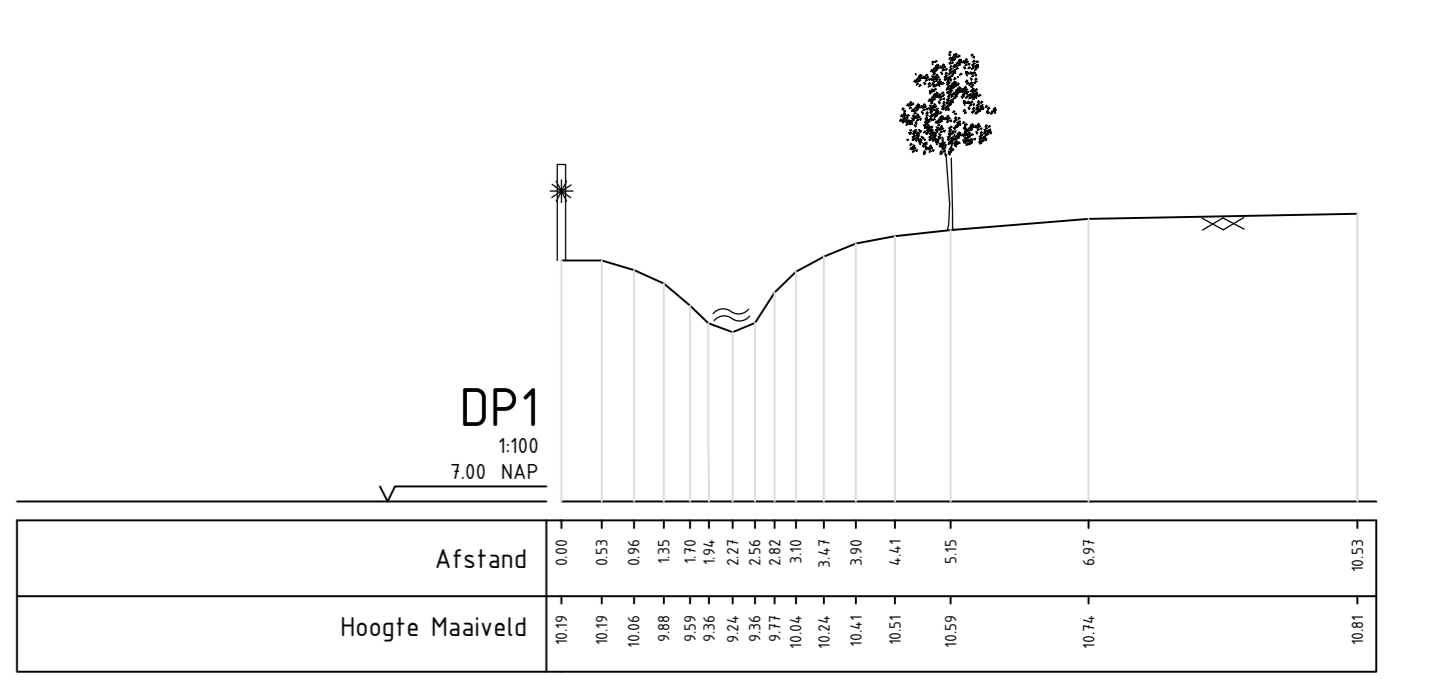 DP1
1:100
7.00 NAP
Afstand 0.00 0.53 0.96 1.35 1.70 1.94 2.27 2.56 2.82 3.10 3.47 3.90 4.41 5.15 6.97 10.53
Hoogte Maaiveld 10.19 10.19 10.06 9.88 9.59 9.36 9.24 9.36 9.77 10.04 10.24 10.41 10.51 10.59 10.74 10.81